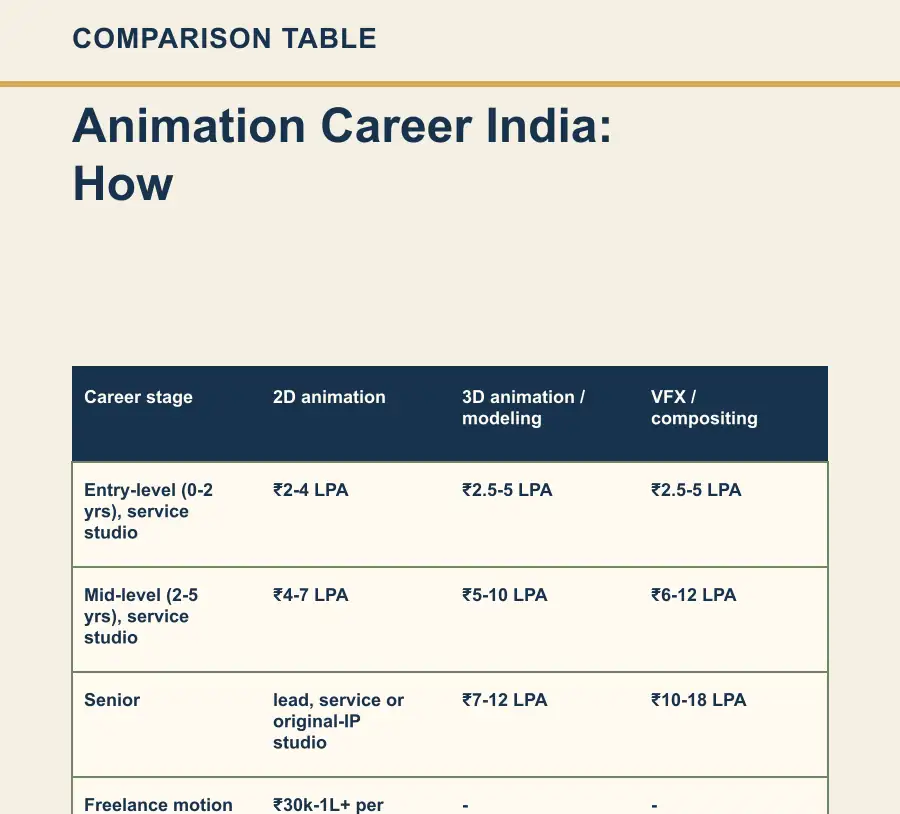 COMPARISON TABLE
Animation Career India:
How
Career stage
2D animation
3D animation /
modeling
VFX /
compositing
Entry-level (0-2
yrs), service
studio
₹2-4 LPA
₹2.5-5 LPA
₹2.5-5 LPA
Mid-level (2-5
yrs), service
studio
₹4-7 LPA
₹5-10 LPA
₹6-12 LPA
Senior
lead, service or
original-IP
studio
₹7-12 LPA
₹10-18 LPA
Freelance motion
₹30k-1L+ per
-
-